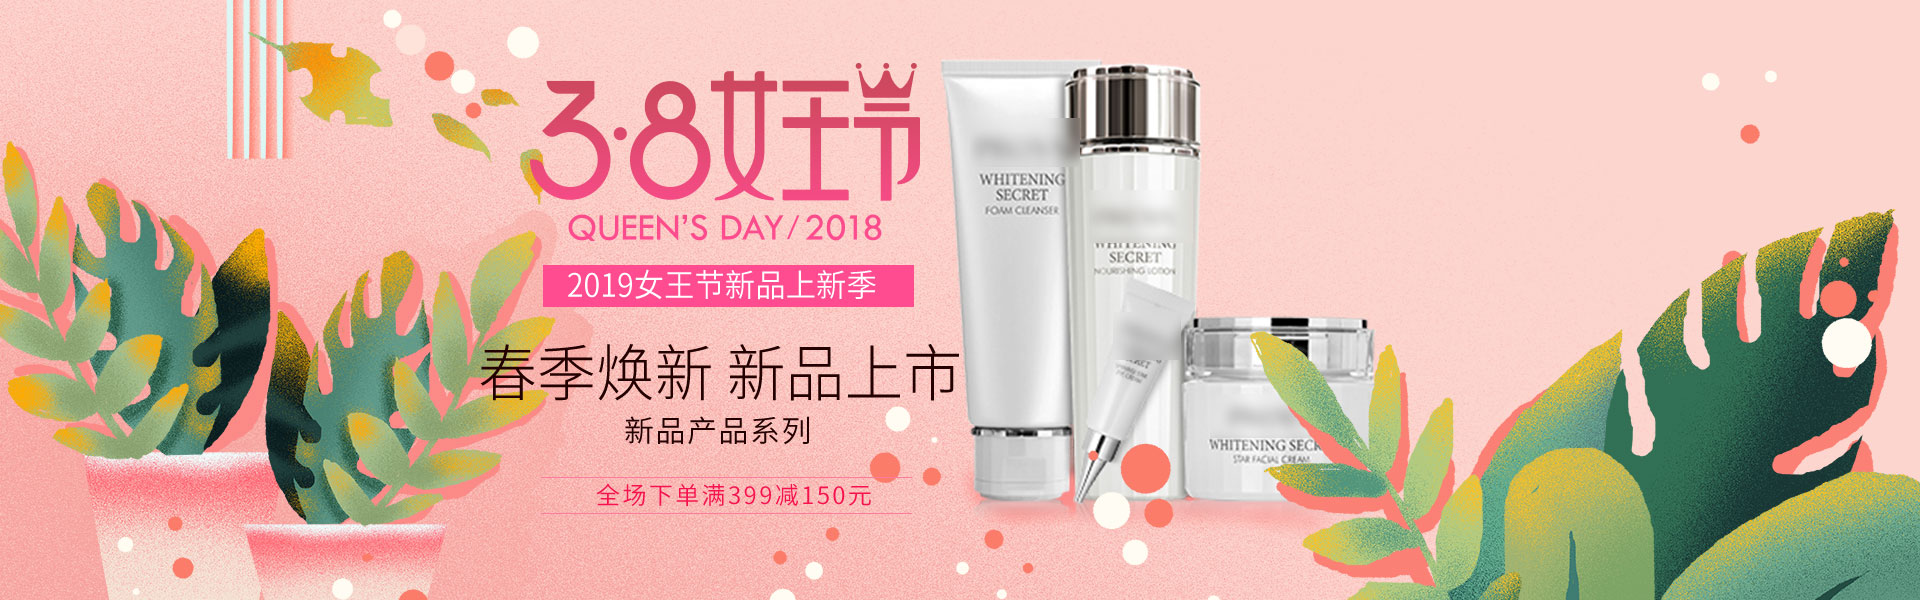 3·8女王节
QUEEN'S DAY/2018
2019女王节新品上新季
春季焕新 新品上市
新品产品系列
全场下单满399减150元
WHITENING
SECRET
FOAM CLEANSER
WHITENING
SECRET
NOURISHING LOTION
WHITENING SECR
STAR FACIAL CREAM